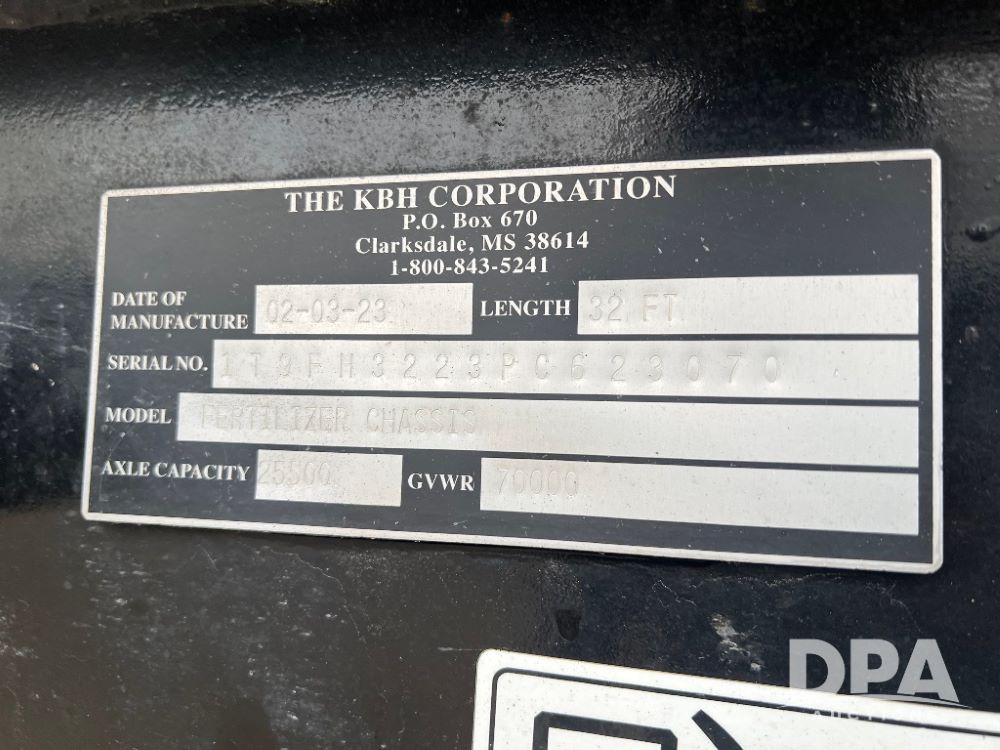 THE KBH CORPORATION
P.O. Box 670
Clarksdale, MS 38614
1-800-843-5241
DATE OF MANUFACTURE 02-03-23 LENGTH 32 FT
SERIAL NO. 1T9FH3223PC623070
MODEL FERTILIZER CHASSIS
AXLE CAPACITY 25500 GVWR 70000
DPA